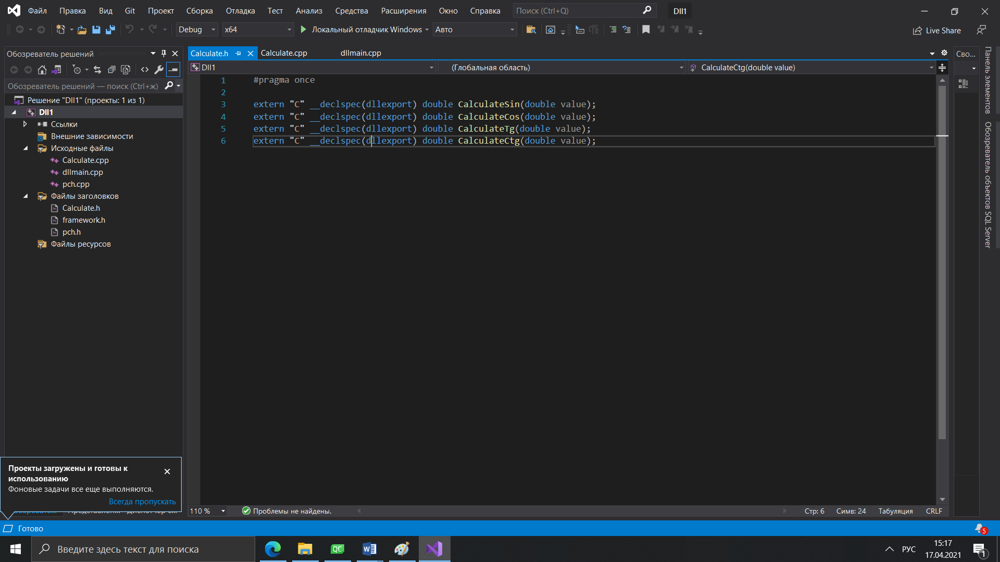 Файл Правка Вид Git Проект Сборка Отладка Тест Анализ Средства Расширения Окно Справка Поиск (Ctrl+Q) Dll1
Debug x64 Локальный отладчик Windows Авто Live Share
Обозреватель решений
Calculate.h Calculate.cpp dllmain.cpp
Сво...
Dll1 (Глобальная область) CalculateCtg(double value)
Обозреватель решений — поиск (Ctrl+ж)
Решение "Dll1" (проекты: 1 из 1)
Dll1
Ссылки
Внешние зависимости
Исходные файлы
Calculate.cpp
dllmain.cpp
pch.cpp
Файлы заголовков
Calculate.h
framework.h
pch.h
Файлы ресурсов
1 #pragma once
2
3 extern "C" __declspec(dllexport) double CalculateSin(double value);
4 extern "C" __declspec(dllexport) double CalculateCos(double value);
5 extern "C" __declspec(dllexport) double CalculateTg(double value);
6 extern "C" __declspec(dllexport) double CalculateCtg(double value);
Панель элементов
Обозреватель объектов SQL Server
Проекты загружены и готовы к
использованию
Фоновые задачи все еще выполняются.
Всегда пропускать
110 % Проблемы не найдены. Стр: 6 Симв: 24 Табуляция CRLF
Готово
5
Введите здесь текст для поиска
QC
РУС
15:17
17.04.2021
1